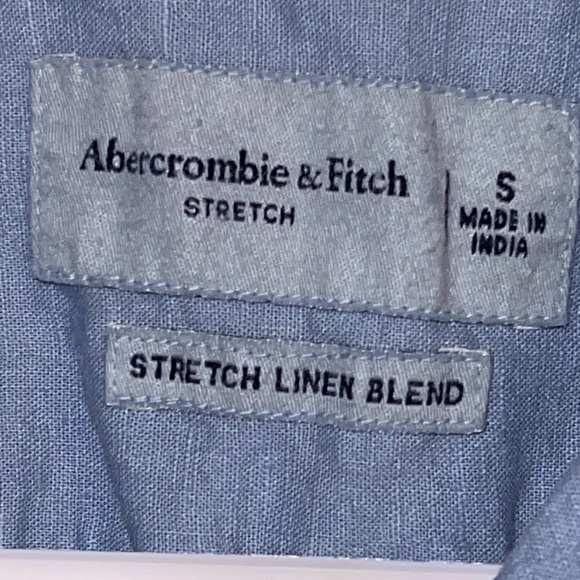 Abercrombie & Fitch
STRETCH
S
MADE IN
INDIA
STRETCH LINEN BLEND